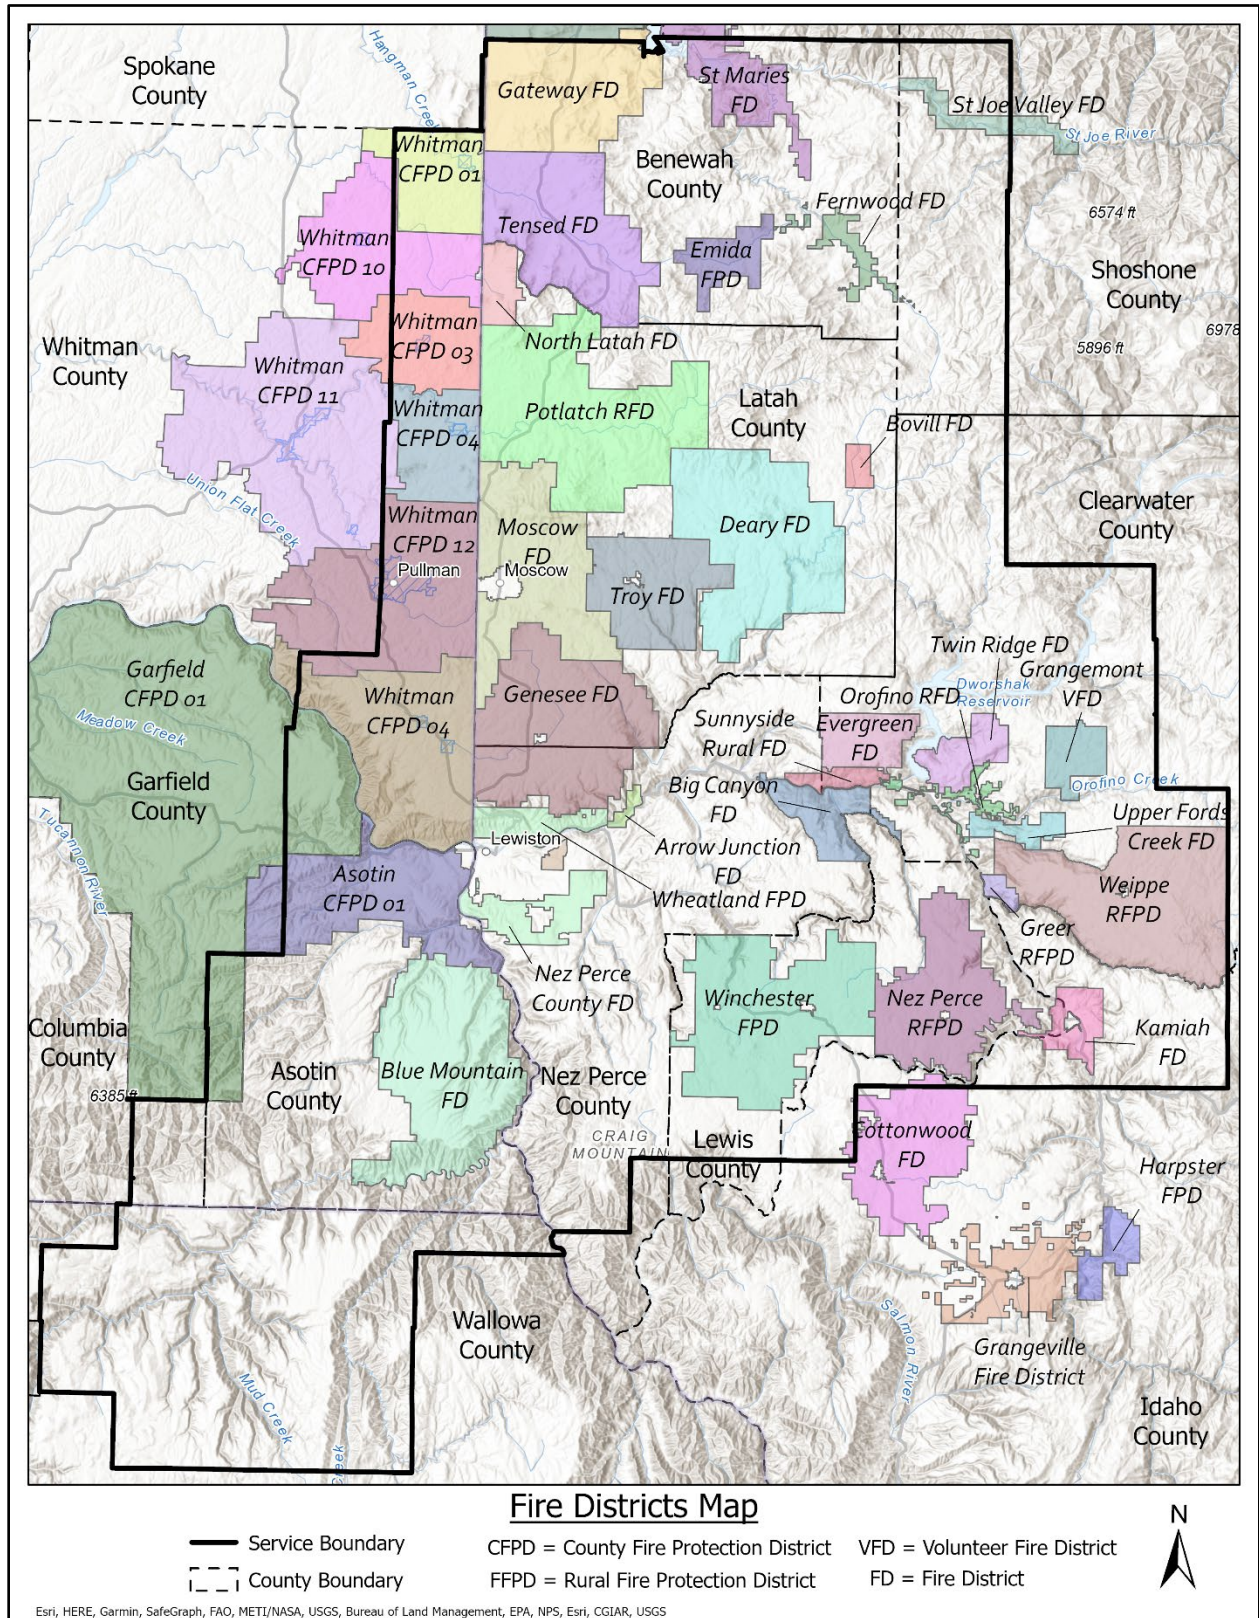 Spokane
County
Hangman Creek
Gateway FD
St Maries
FD
St Joe Valley FD
St Joe River
Whitman
CFPD 01
Benewah
County
Fernwood FD
6574 ft
Whitman
CFPD 10
Tensed FD
Emida
FPD
Shoshone
County
6978
5896 ft
Whitman
County
Whitman
CFPD 03
North Latah FD
Whitman
CFPD 11
Whitman
CFPD 04
Potlatch RFD
Latah
County
Bovill FD
Union Flat Creek
Whitman
CFPD 12
Pullman
Moscow
FD
Moscow
Deary FD
Clearwater
County
Troy FD
Garfield
CFPD 01
Meadow Creek
Garfield
County
Tucannon River
Whitman
CFPD 04
Genesee FD
Twin Ridge FD
Grangemont
VFD
Dworshak
Reservoir
Orofino RFD
Sunnyside
Rural FD
Evergreen
FD
Big Canyon
FD
Orofino Creek
Upper Fords
Creek FD
Lewiston
Arrow Junction
FD
Wheatland FPD
Weippe
RFPD
Greer
RFPD
Asotin
CFPD 01
Nez Perce
County FD
Winchester
FPD
Nez Perce
RFPD
Kamiah
FD
Columbia
County
6385 ft
Asotin
County
Blue Mountain
FD
Nez Perce
County
CRAIG
MOUNTAIN
Lewis
County
Cottonwood
FD
Harpster
FPD
Wallowa
County
Salmon River
Grangeville
Fire District
Mud Creek
Creek
Idaho
County
Fire Districts Map
N
Service Boundary
CFPD = County Fire Protection District
VFD = Volunteer Fire District
County Boundary
FFPD = Rural Fire Protection District
FD = Fire District
Esri, HERE, Garmin, SafeGraph, FAO, METI/NASA, USGS, Bureau of Land Management, EPA, NPS, Esri, CGIAR, USGS